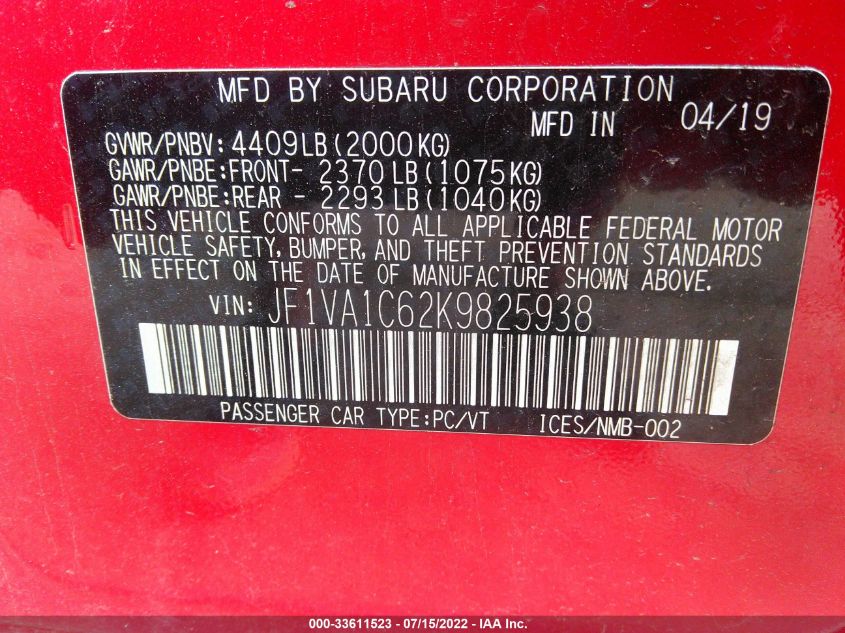 MFD BY SUBARU CORPORATION
MFD IN 04/19
GVWR/PNBV: 4409LB(2000KG)
GAWR/PNBE:FRONT- 2370 LB(1075KG)
GAWR/PNBE:REAR - 2293 LB(1040KG)
THIS VEHICLE CONFORMS TO ALL APPLICABLE FEDERAL MOTOR
VEHICLE SAFETY, BUMPER, AND THEFT PREVENTION STANDARDS
IN EFFECT ON THE DATE OF MANUFACTURE SHOWN ABOVE.
VIN: JF1VA1C62K9825938
PASSENGER CAR TYPE:PC/VT ICES/NMB-002
000-33611523 - 07/15/2022 - IAA Inc.